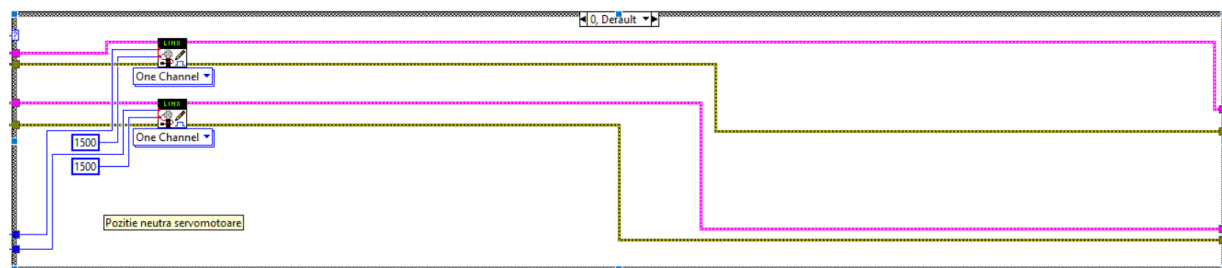 0, Default
?
LINX
One Channel
LINX
One Channel
1500
1500
Pozitie neutra servomotoare